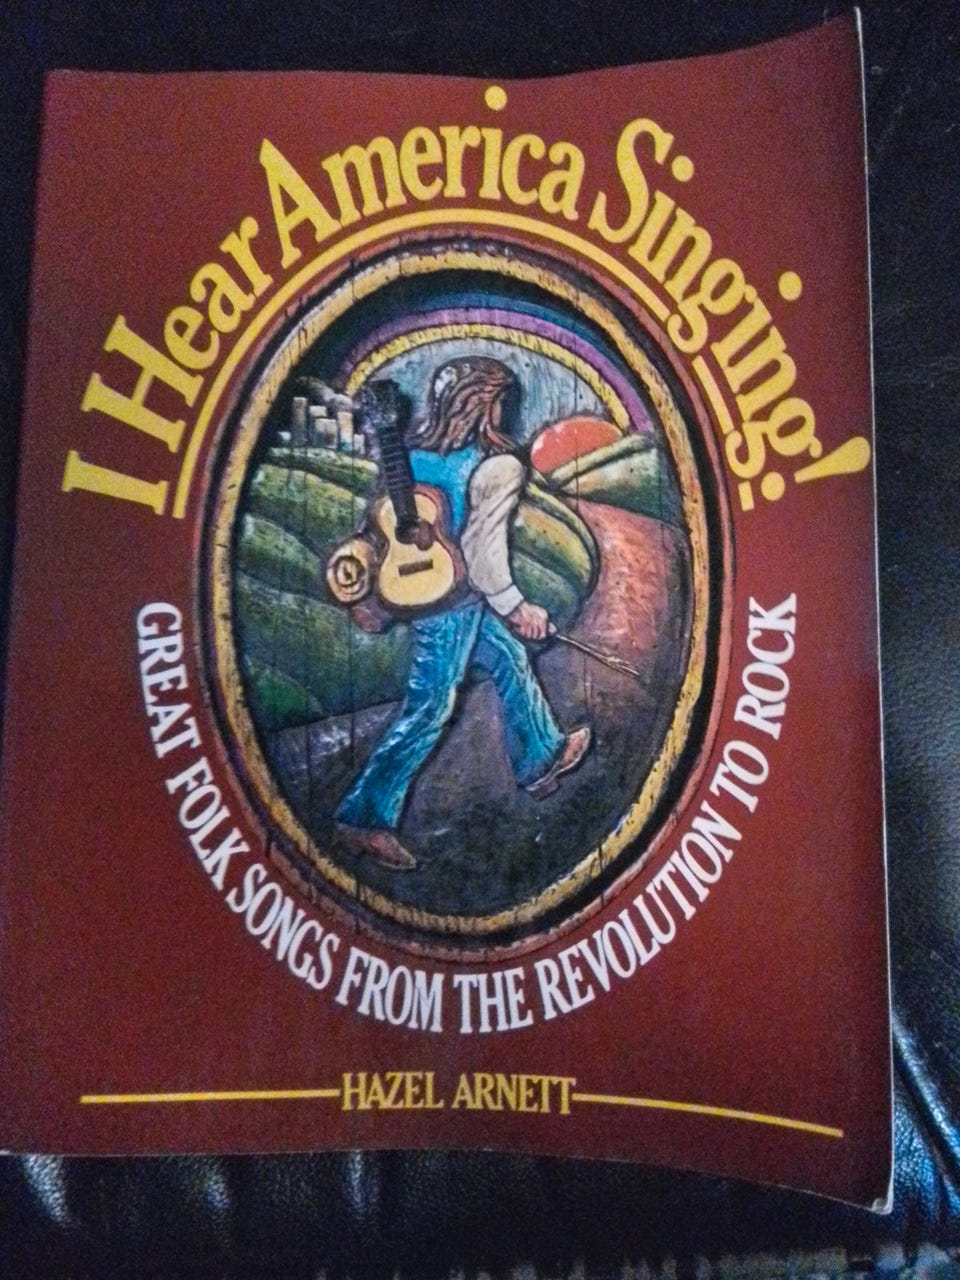 I Hear America Singing!
GREAT FOLK SONGS FROM THE REVOLUTION TO ROCK
HAZEL ARNETT